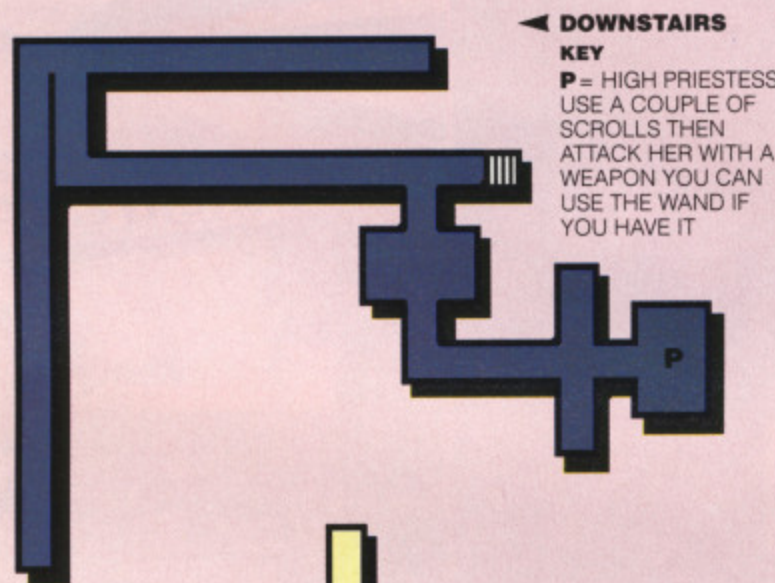 DOWNSTAIRS
KEY
P = HIGH PRIESTESS
USE A COUPLE OF
SCROLLS THEN
ATTACK HER WITH A
WEAPON YOU CAN
USE THE WAND IF
YOU HAVE IT
P